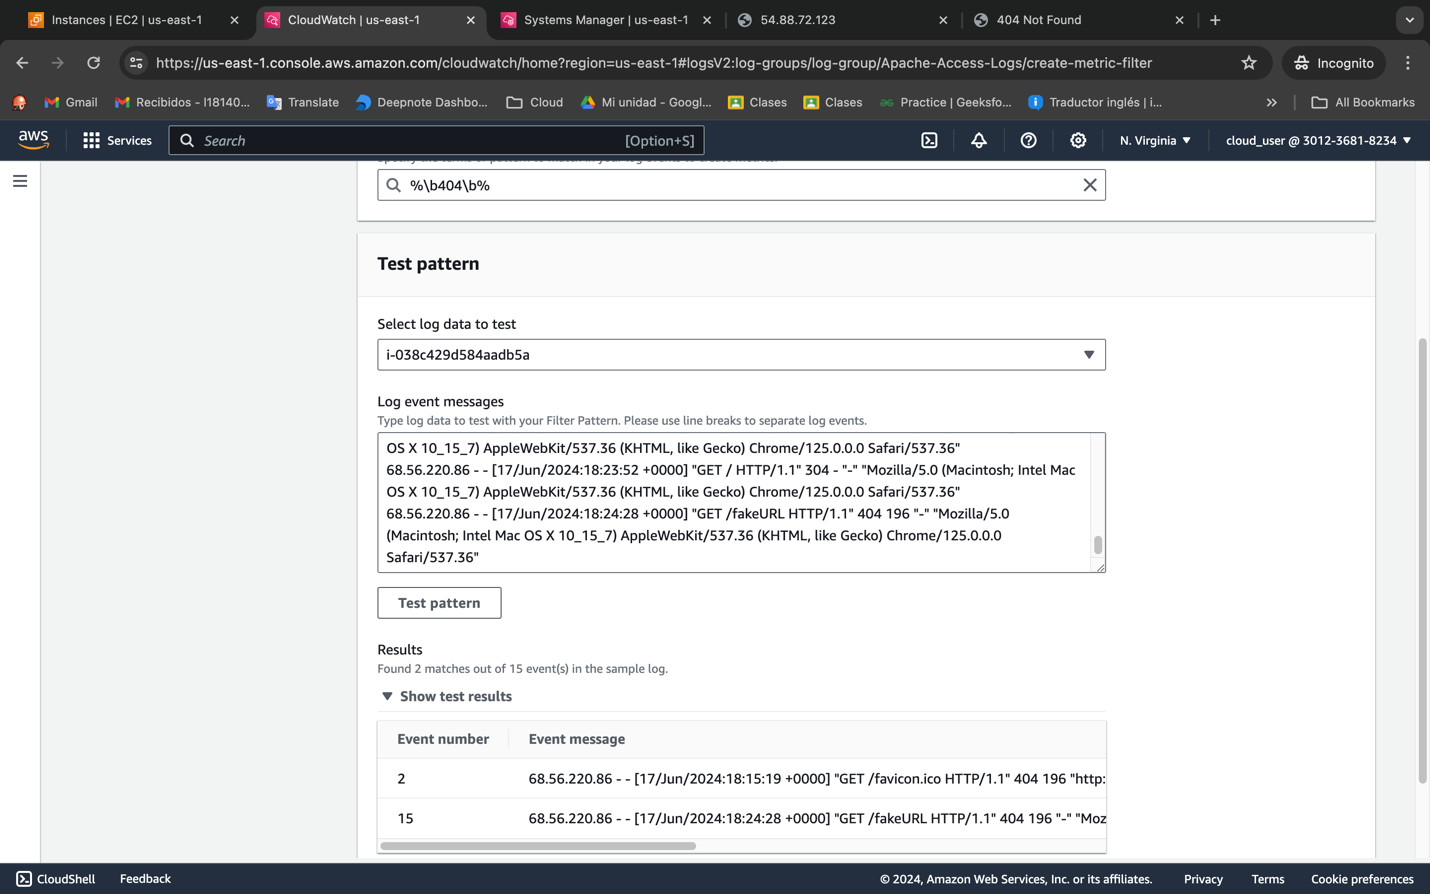 Instances | EC2 | us-east-1
CloudWatch | us-east-1
Systems Manager | us-east-1
54.88.72.123
404 Not Found
https://us-east-1.console.aws.amazon.com/cloudwatch/home?region=us-east-1#logsV2:log-groups/log-group/Apache-Access-Logs/create-metric-filter
Incognito
Gmail
Recibidos - l18140...
Translate
Deepnote Dashbo...
Cloud
Mi unidad - Googl...
Clases
Clases
Practice | Geeksfo...
Traductor inglés | i...
All Bookmarks
aws
Services
Search
[Option+S]
N. Virginia
cloud_user @ 3012-3681-8234
%\b404\b%
Test pattern
Select log data to test
i-038c429d584aadb5a
Log event messages
Type log data to test with your Filter Pattern. Please use line breaks to separate log events.
OS X 10_15_7) AppleWebKit/537.36 (KHTML, like Gecko) Chrome/125.0.0.0 Safari/537.36"
68.56.220.86 - - [17/Jun/2024:18:23:52 +0000] "GET / HTTP/1.1" 304 - "-" "Mozilla/5.0 (Macintosh; Intel Mac
OS X 10_15_7) AppleWebKit/537.36 (KHTML, like Gecko) Chrome/125.0.0.0 Safari/537.36"
68.56.220.86 - - [17/Jun/2024:18:24:28 +0000] "GET /fakeURL HTTP/1.1" 404 196 "-" "Mozilla/5.0
(Macintosh; Intel Mac OS X 10_15_7) AppleWebKit/537.36 (KHTML, like Gecko) Chrome/125.0.0.0
Safari/537.36"
Test pattern
Results
Found 2 matches out of 15 event(s) in the sample log.
Show test results
Event number
Event message
2
68.56.220.86 - - [17/Jun/2024:18:15:19 +0000] "GET /favicon.ico HTTP/1.1" 404 196 "http:
15
68.56.220.86 - - [17/Jun/2024:18:24:28 +0000] "GET /fakeURL HTTP/1.1" 404 196 "-" "Moz
CloudShell
Feedback
© 2024, Amazon Web Services, Inc. or its affiliates.
Privacy
Terms
Cookie preferences